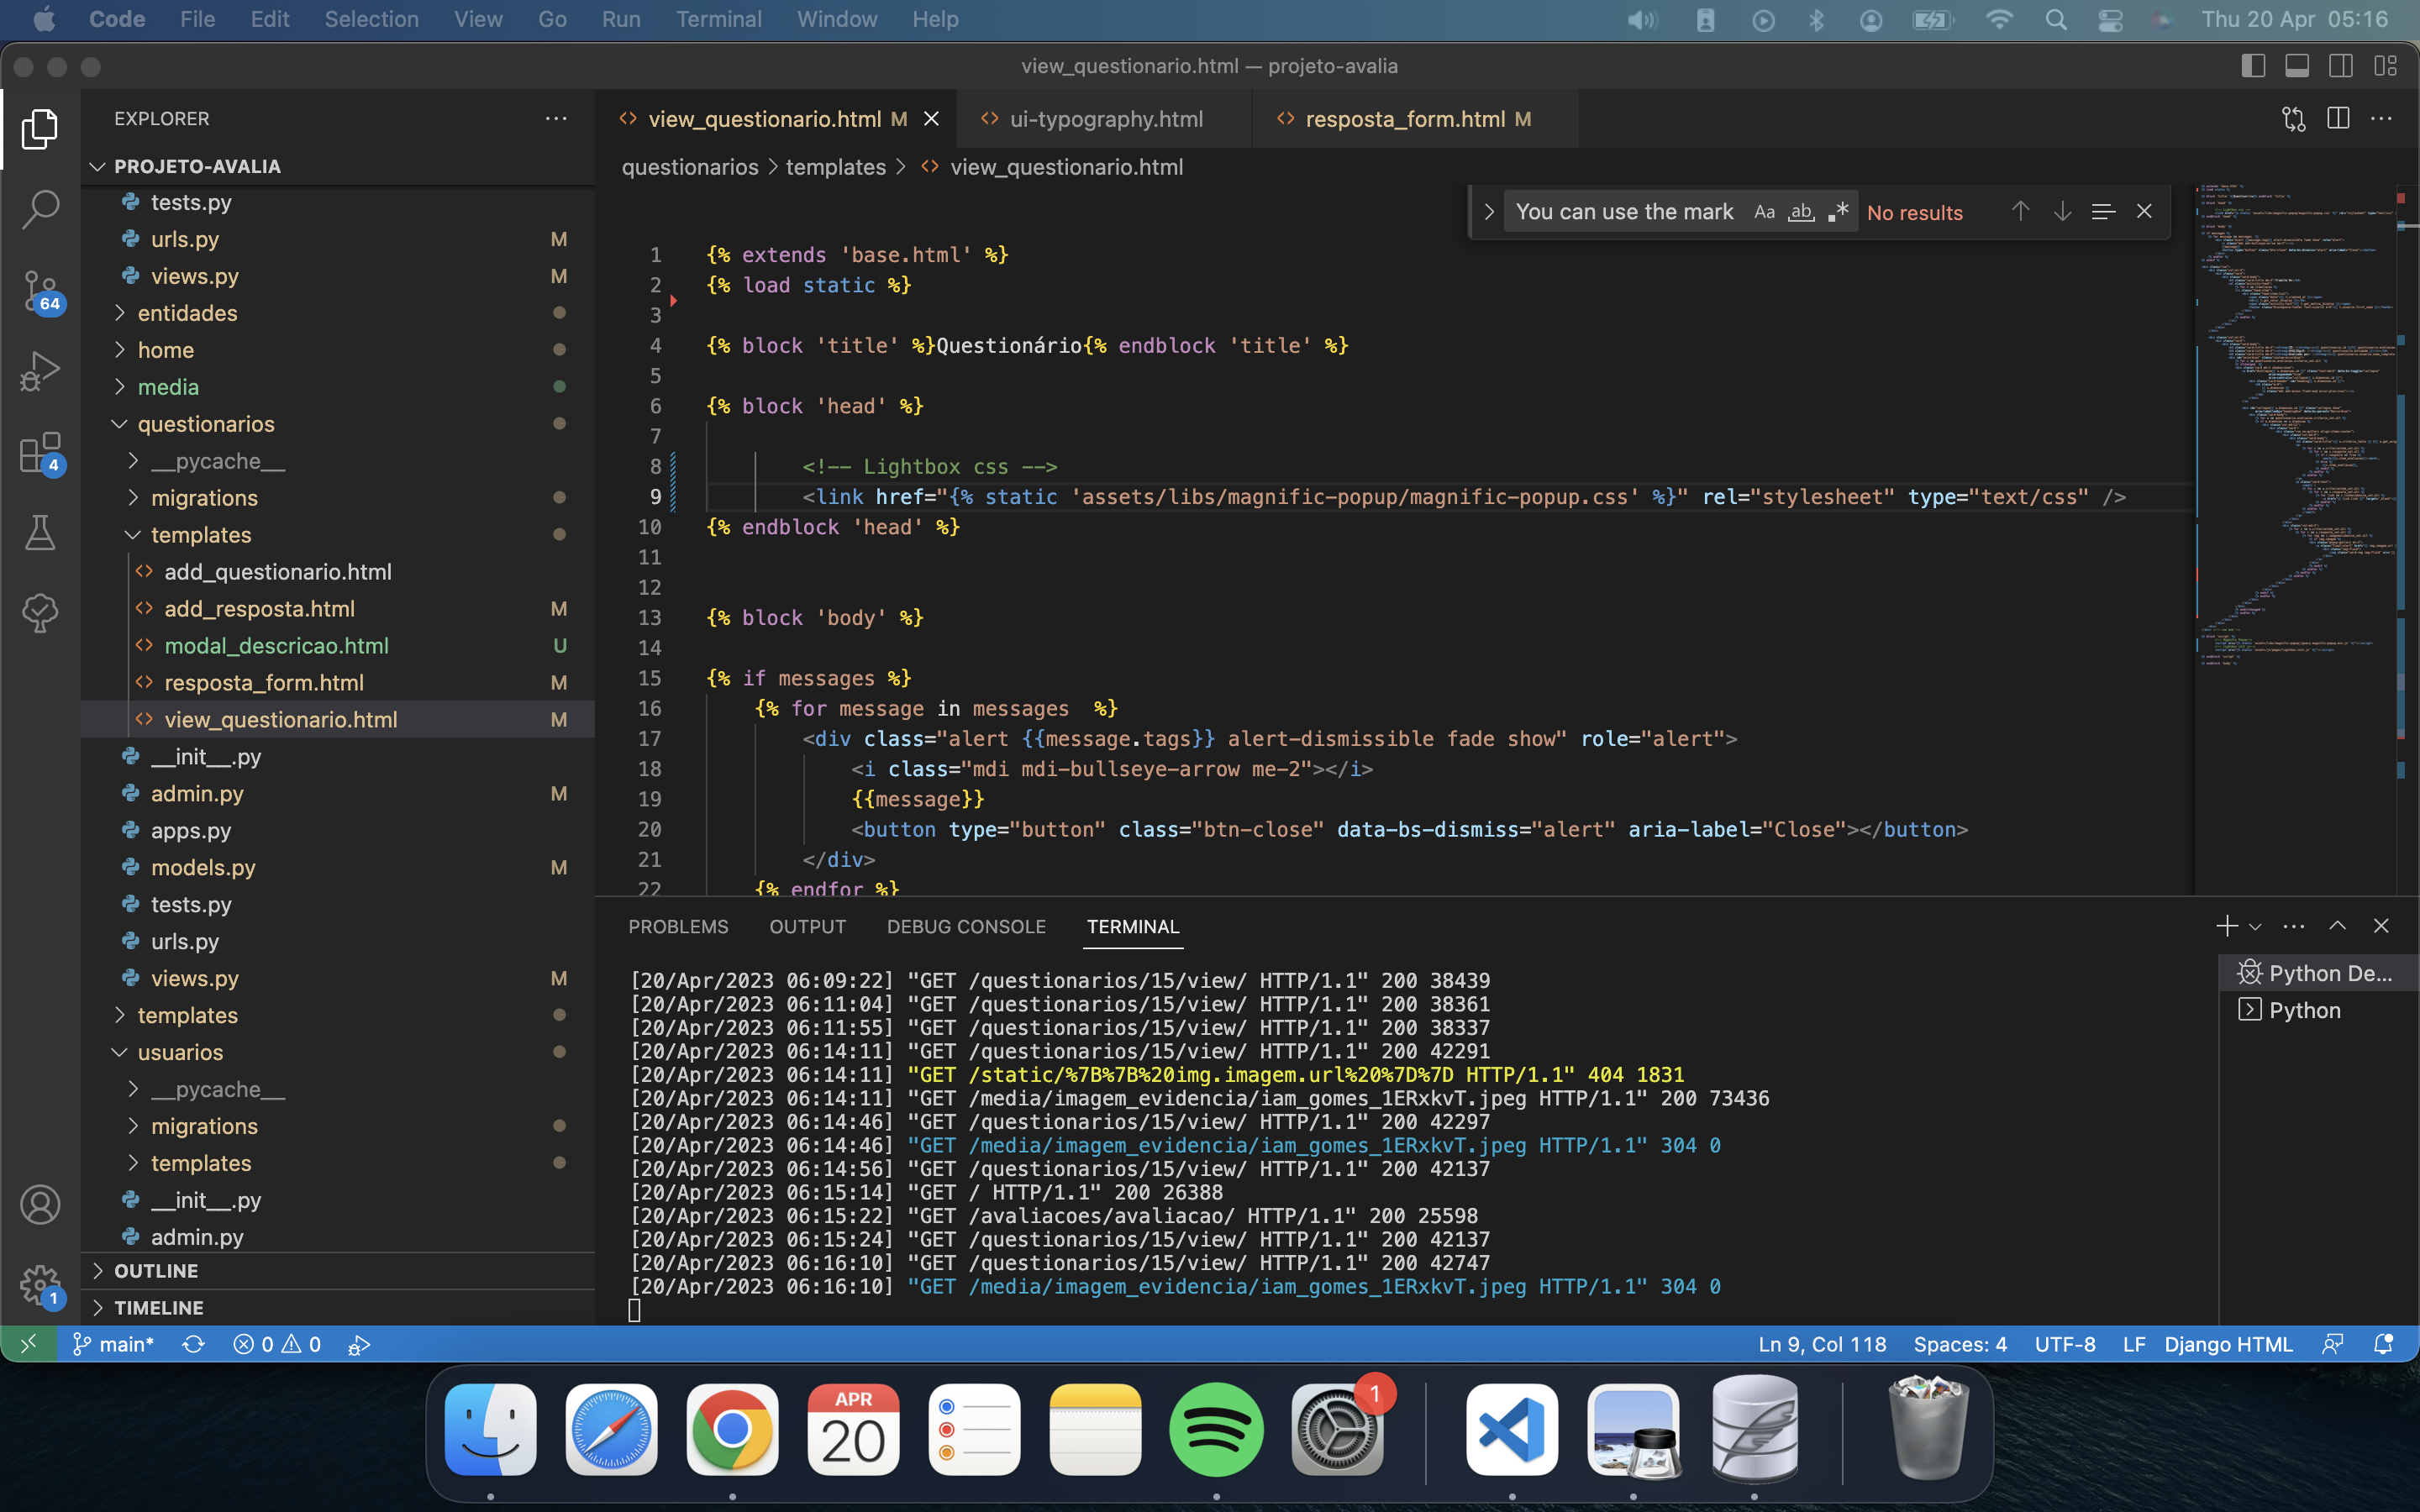 Code File Edit Selection View Go Run Terminal Window Help Thu 20 Apr 05:16
view_questionario.html — projeto-avalia
EXPLORER
PROJETO-AVALIA
tests.py
urls.py M
views.py M
entidades
home
media
questionarios
__pycache__
migrations
templates
add_questionario.html
add_resposta.html M
modal_descricao.html U
resposta_form.html M
view_questionario.html M
__init__.py
admin.py M
apps.py
models.py M
tests.py
urls.py
views.py M
templates
usuarios
__pycache__
migrations
templates
__init__.py
admin.py
OUTLINE
TIMELINE
64
4
1
view_questionario.html M ui-typography.html resposta_form.html M
questionarios > templates > view_questionario.html
You can use the mark Aa ab .* No results
1 {% extends 'base.html' %}
2 {% load static %}
3
4 {% block 'title' %}Questionário{% endblock 'title' %}
5
6 {% block 'head' %}
7
8 <!-- Lightbox css -->
9 <link href="{% static 'assets/libs/magnific-popup/magnific-popup.css' %}" rel="stylesheet" type="text/css" />
10 {% endblock 'head' %}
11
12
13 {% block 'body' %}
14
15 {% if messages %}
16 {% for message in messages  %}
17 <div class="alert {{message.tags}} alert-dismissible fade show" role="alert">
18 <i class="mdi mdi-bullseye-arrow me-2"></i>
19 {{message}}
20 <button type="button" class="btn-close" data-bs-dismiss="alert" aria-label="Close"></button>
21 </div>
22 {% endfor %}
PROBLEMS OUTPUT DEBUG CONSOLE TERMINAL
[20/Apr/2023 06:09:22] "GET /questionarios/15/view/ HTTP/1.1" 200 38439
[20/Apr/2023 06:11:04] "GET /questionarios/15/view/ HTTP/1.1" 200 38361
[20/Apr/2023 06:11:55] "GET /questionarios/15/view/ HTTP/1.1" 200 38337
[20/Apr/2023 06:14:11] "GET /questionarios/15/view/ HTTP/1.1" 200 42291
[20/Apr/2023 06:14:11] "GET /static/%7B%7B%20img.imagem.url%20%7D%7D HTTP/1.1" 404 1831
[20/Apr/2023 06:14:11] "GET /media/imagem_evidencia/iam_gomes_1ERxkvT.jpeg HTTP/1.1" 200 73436
[20/Apr/2023 06:14:46] "GET /questionarios/15/view/ HTTP/1.1" 200 42297
[20/Apr/2023 06:14:46] "GET /media/imagem_evidencia/iam_gomes_1ERxkvT.jpeg HTTP/1.1" 304 0
[20/Apr/2023 06:14:56] "GET /questionarios/15/view/ HTTP/1.1" 200 42137
[20/Apr/2023 06:15:14] "GET / HTTP/1.1" 200 26388
[20/Apr/2023 06:15:22] "GET /avaliacoes/avaliacao/ HTTP/1.1" 200 25598
[20/Apr/2023 06:15:24] "GET /questionarios/15/view/ HTTP/1.1" 200 42137
[20/Apr/2023 06:16:10] "GET /questionarios/15/view/ HTTP/1.1" 200 42747
[20/Apr/2023 06:16:10] "GET /media/imagem_evidencia/iam_gomes_1ERxkvT.jpeg HTTP/1.1" 304 0
Python De...
Python
main* 0 0 Ln 9, Col 118 Spaces: 4 UTF-8 LF Django HTML
APR
20
1